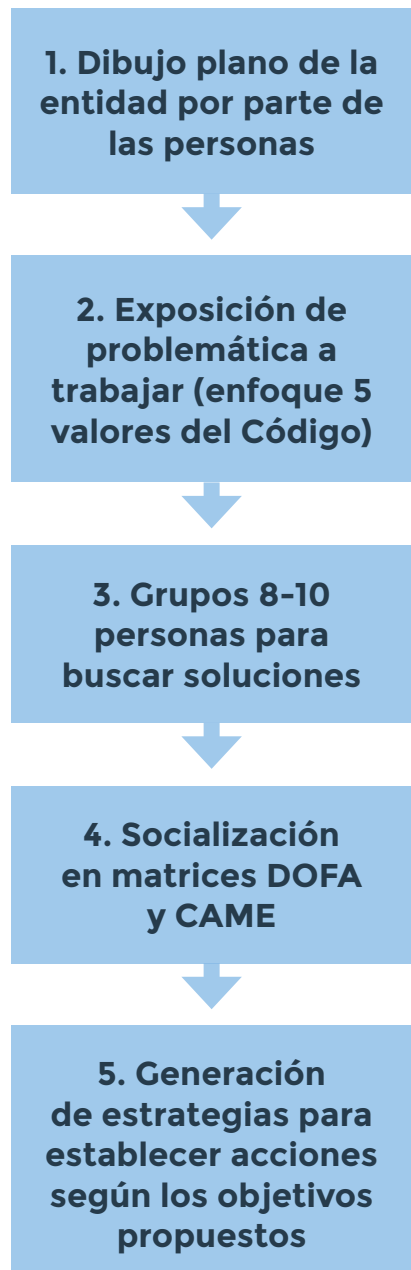 1. Dibujo plano de la
entidad por parte de
las personas
2. Exposición de
problemática a
trabajar (enfoque 5
valores del Código)
3. Grupos 8-10
personas para
buscar soluciones
4. Socialización
en matrices DOFA
y CAME
5. Generación
de estrategias para
establecer acciones
según los objetivos
propuestos